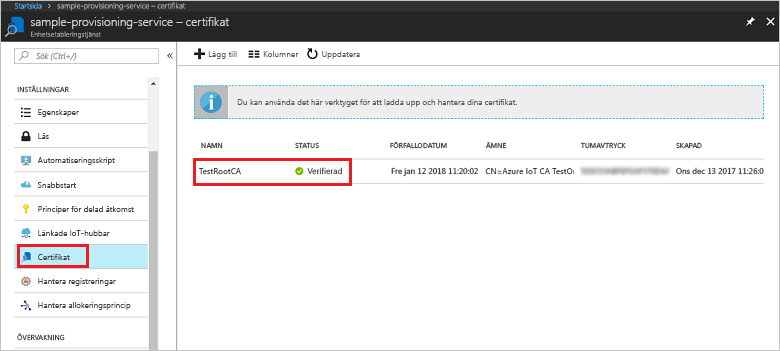 Startsida > sample-provisioning-service – certifikat
sample-provisioning-service – certifikat
Enhetsetableringstjänst
Sök (Ctrl+/)
«
Lägg till
Kolumner
Uppdatera
INSTÄLLNINGAR
Egenskaper
Lås
Automatiseringsskript
Snabbstart
Principer för delad åtkomst
Länkade IoT-hubbar
Certifikat
Hantera registreringar
Hantera allokeringsprincip
ÖVERVAKNING
Du kan använda det här verktyget för att ladda upp och hantera dina certifikat.
NAMN STATUS FÖRFALLODATUM ÄMNE TUMAVTRYCK SKAPAD
TestRootCA Verifierad Fre jan 12 2018 11:20:02 CN=Azure IoT CA TestO Ons dec 13 2017 11:26:0